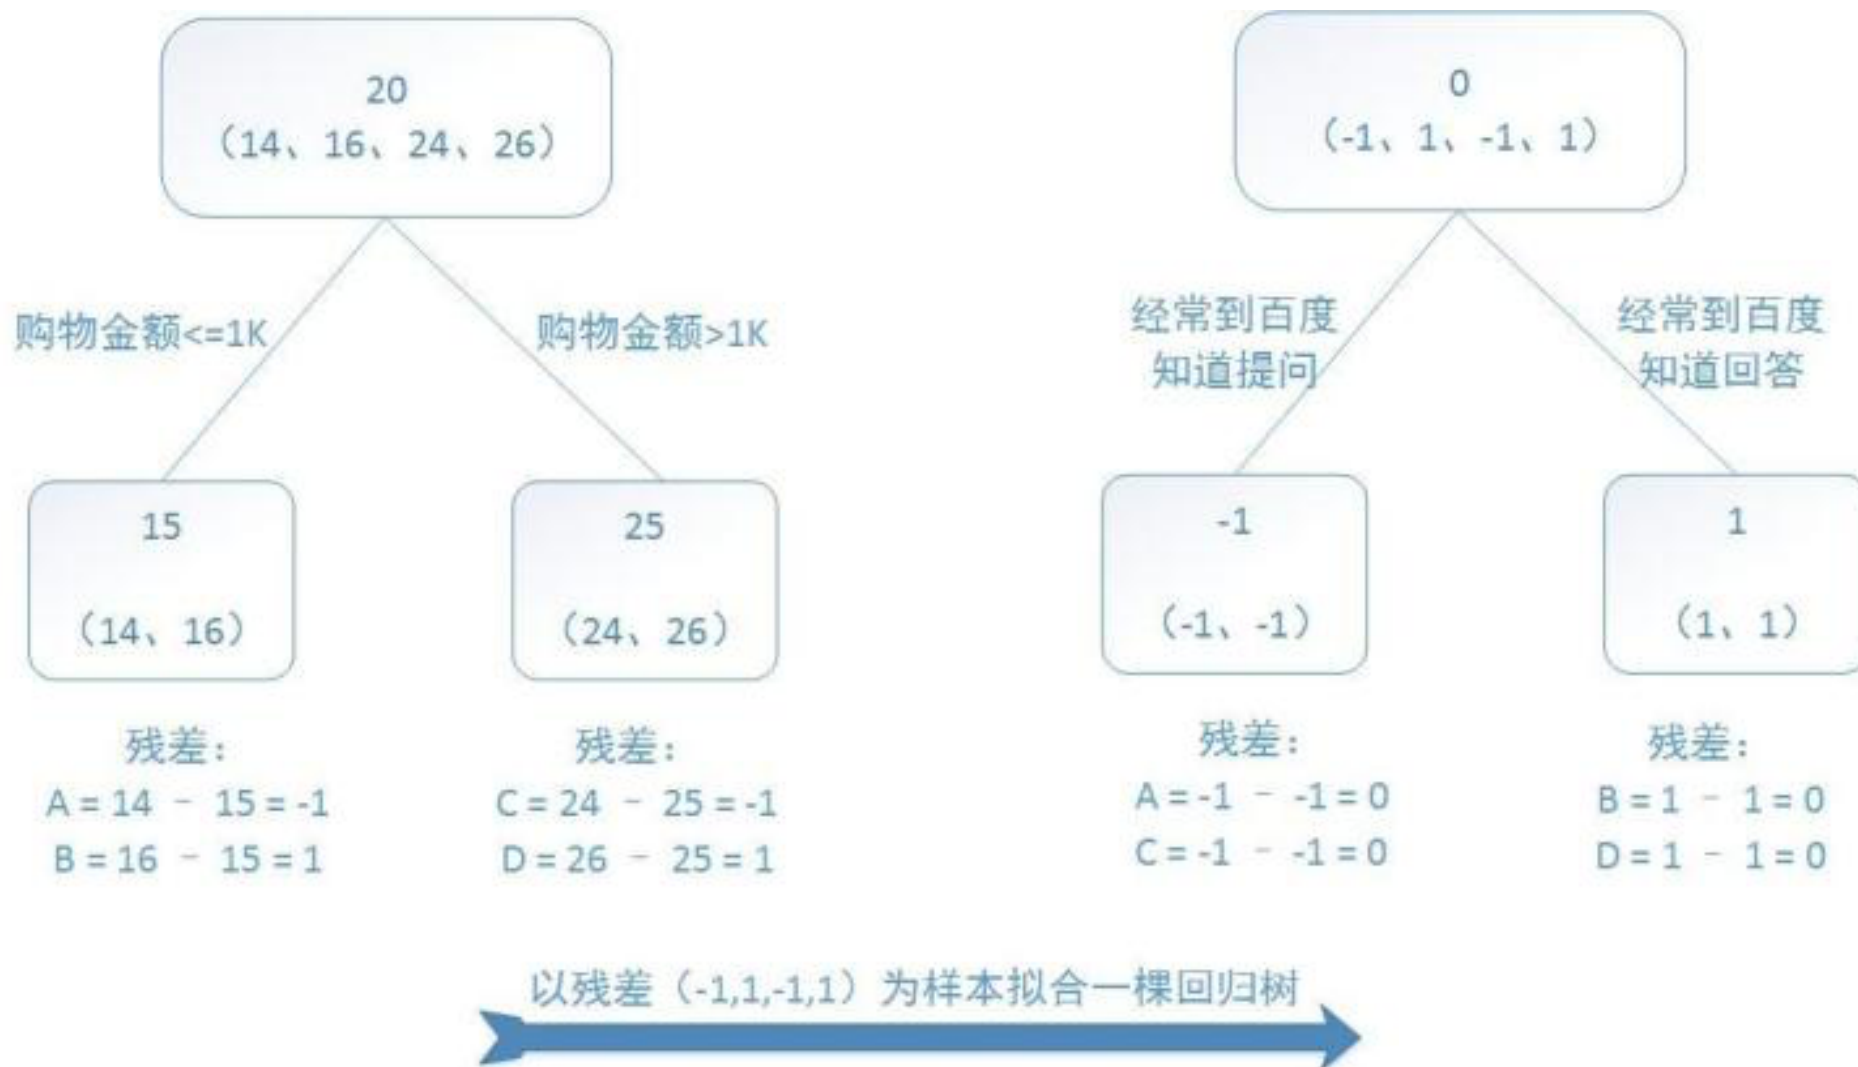 20
（14、16、24、26）
购物金额<=1K
购物金额>1K
15
（14、16）
25
（24、26）
残差：
A = 14 - 15 = -1
B = 16 - 15 = 1
残差：
C = 24 - 25 = -1
D = 26 - 25 = 1
0
（-1、1、-1、1）
经常到百度
知道提问
经常到百度
知道回答
-1
（-1、-1）
1
（1、1）
残差：
A = -1 - -1 = 0
C = -1 - -1 = 0
残差：
B = 1 - 1 = 0
D = 1 - 1 = 0
以残差（-1,1,-1,1）为样本拟合一棵回归树